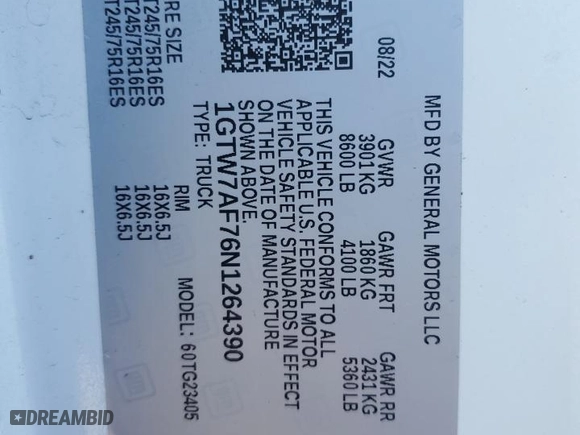 MFD BY GENERAL MOTORS LLC
08/22 GVWR GAWR FRT GAWR RR
3901 KG 1860 KG 2431 KG
8600 LB 4100 LB 5360 LB
THIS VEHICLE CONFORMS TO ALL
APPLICABLE U.S. FEDERAL MOTOR
VEHICLE SAFETY STANDARDS IN EFFECT
ON THE DATE OF MANUFACTURE
SHOWN ABOVE.
1GTW7AF76N1264390
TYPE: TRUCK MODEL: 60TG23405
RE SIZE RIM
T245/75R16ES 16X6.5J
T245/75R16ES 16X6.5J
T245/75R16ES 16X6.5J
DREAMBID